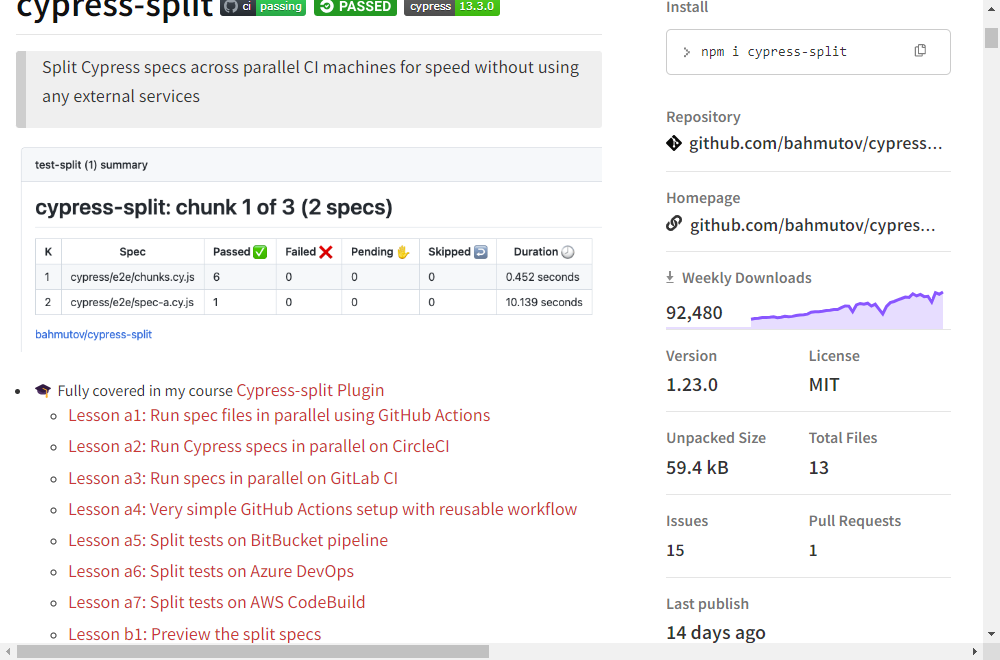 cypress-split ci passing PASSED cypress 13.3.0
Split Cypress specs across parallel CI machines for speed without using
any external services
test-split (1) summary
cypress-split: chunk 1 of 3 (2 specs)
K Spec Passed ✅ Failed ❌ Pending ✋ Skipped ↩️ Duration 🕗
1 cypress/e2e/chunks.cy.js 6 0 0 0 0.452 seconds
2 cypress/e2e/spec-a.cy.js 1 0 0 0 10.139 seconds
bahmutov/cypress-split
• 🎓 Fully covered in my course Cypress-split Plugin
◦ Lesson a1: Run spec files in parallel using GitHub Actions
◦ Lesson a2: Run Cypress specs in parallel on CircleCI
◦ Lesson a3: Run specs in parallel on GitLab CI
◦ Lesson a4: Very simple GitHub Actions setup with reusable workflow
◦ Lesson a5: Split tests on BitBucket pipeline
◦ Lesson a6: Split tests on Azure DevOps
◦ Lesson a7: Split tests on AWS CodeBuild
◦ Lesson b1: Preview the split specs
Install
> npm i cypress-split
Repository
github.com/bahmutov/cypress...
Homepage
github.com/bahmutov/cypres...
Weekly Downloads
92,480
Version License
1.23.0 MIT
Unpacked Size Total Files
59.4 kB 13
Issues Pull Requests
15 1
Last publish
14 days ago